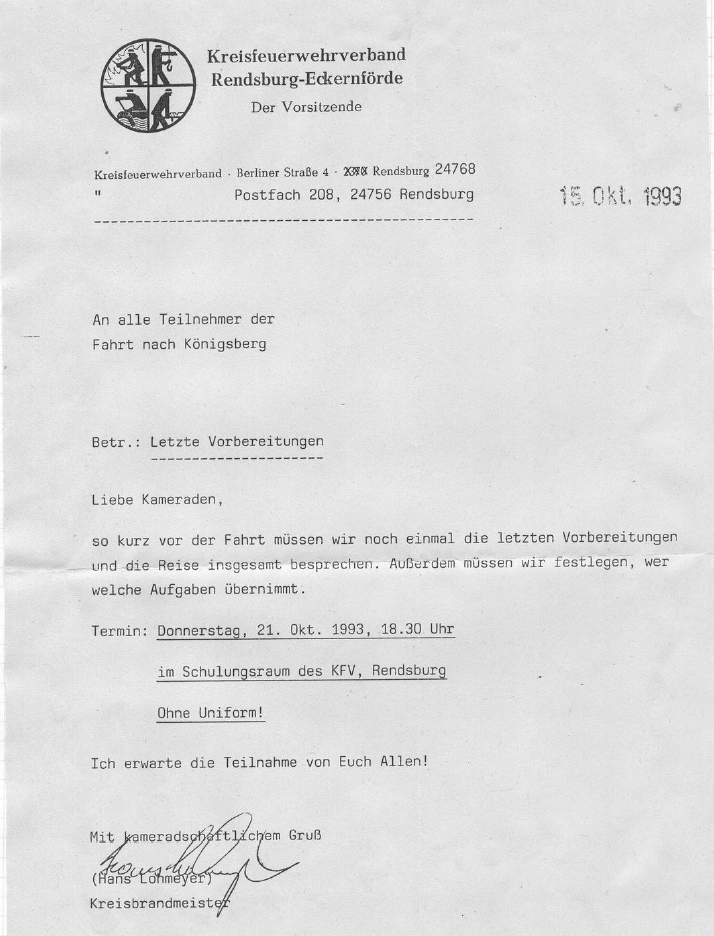 Kreisfeuerwehrverband
Rendsburg-Eckernförde
Der Vorsitzende
Kreisfeuerwehrverband · Berliner Straße 4 · Rendsburg 24768
" Postfach 208, 24756 Rendsburg
15. Okt. 1993
An alle Teilnehmer der
Fahrt nach Königsberg
Betr.: Letzte Vorbereitungen
Liebe Kameraden,
so kurz vor der Fahrt müssen wir noch einmal die letzten Vorbereitungen
und die Reise insgesamt besprechen. Außerdem müssen wir festlegen, wer
welche Aufgaben übernimmt.
Termin: Donnerstag, 21. Okt. 1993, 18.30 Uhr
im Schulungsraum des KFV, Rendsburg
Ohne Uniform!
Ich erwarte die Teilnahme von Euch Allen!
Mit kameradschaftlichem Gruß
(Hans Lohmeyer)
Kreisbrandmeister